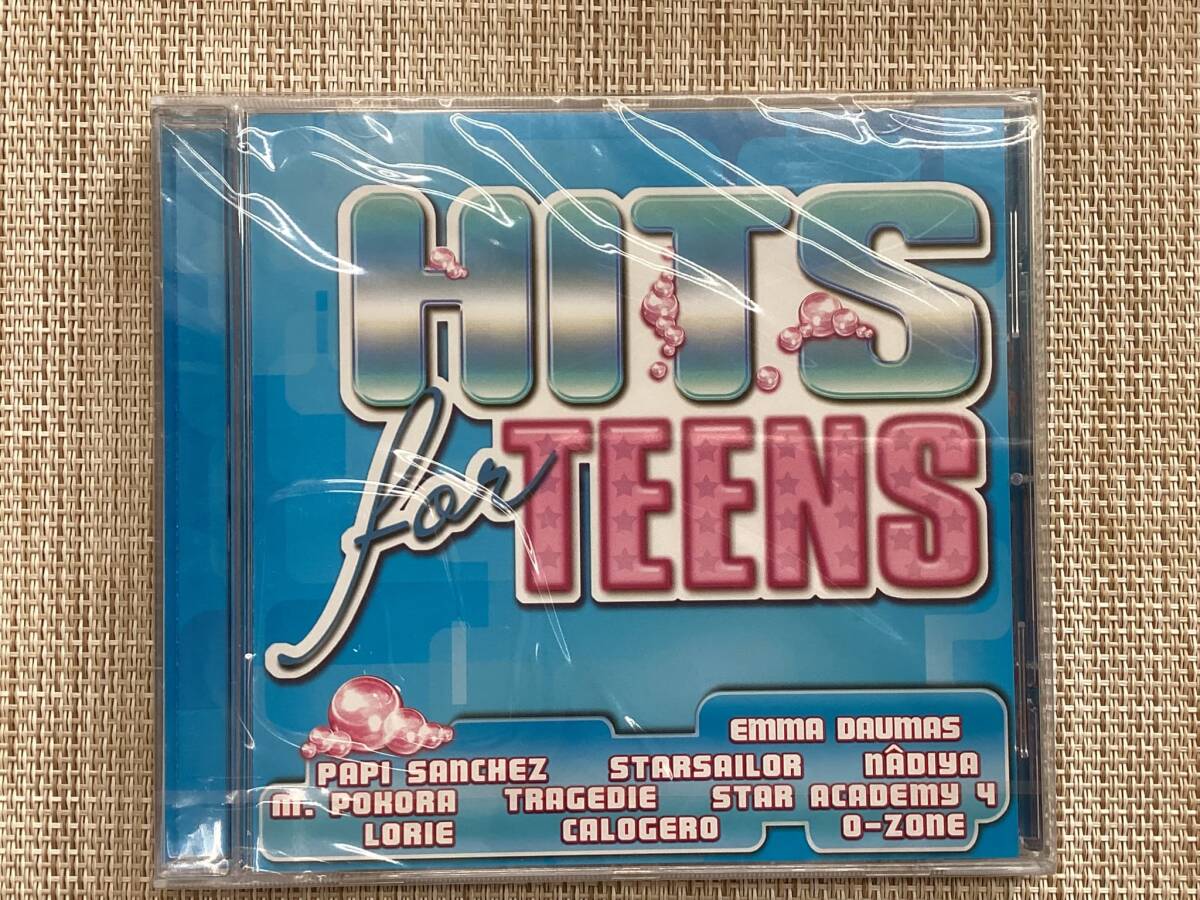 HITS
for TEENS
EMMA DAUMAS
PAPI SANCHEZ STARSAILOR NÂDIYA
M. POKORA TRAGEDIE STAR ACADEMY 4
LORIE CALOGERO O-ZONE